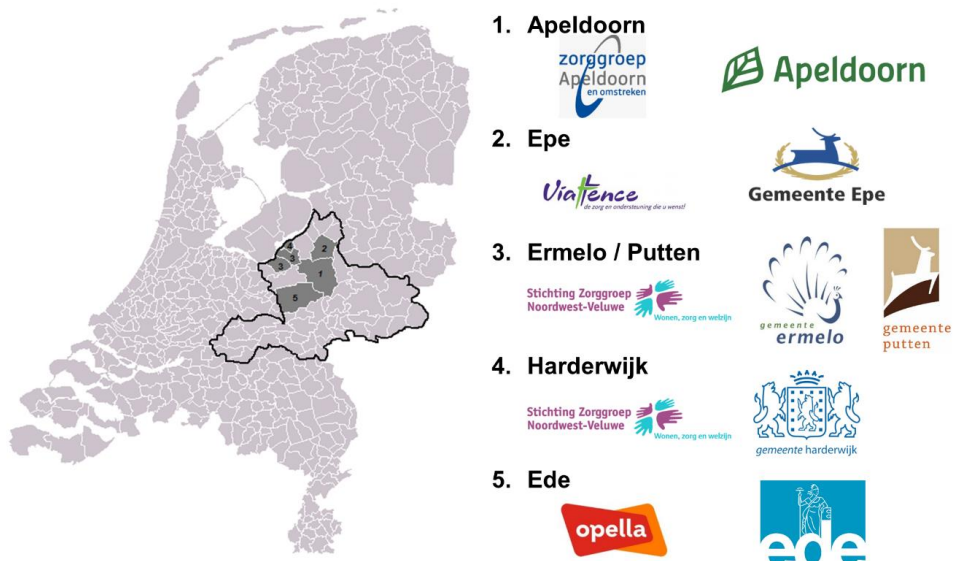 1. Apeldoorn
zorggroep
Apeldoorn
en omstreken
Apeldoorn
2. Epe
Viattence
de zorg en ondersteuning die u wenst!
Gemeente Epe
3. Ermelo / Putten
Stichting Zorggroep
Noordwest-Veluwe
Wonen, zorg en welzijn
gemeente
ermelo
gemeente
putten
4. Harderwijk
Stichting Zorggroep
Noordwest-Veluwe
Wonen, zorg en welzijn
gemeente harderwijk
5. Ede
opella
ede
4
3
3
2
1
5